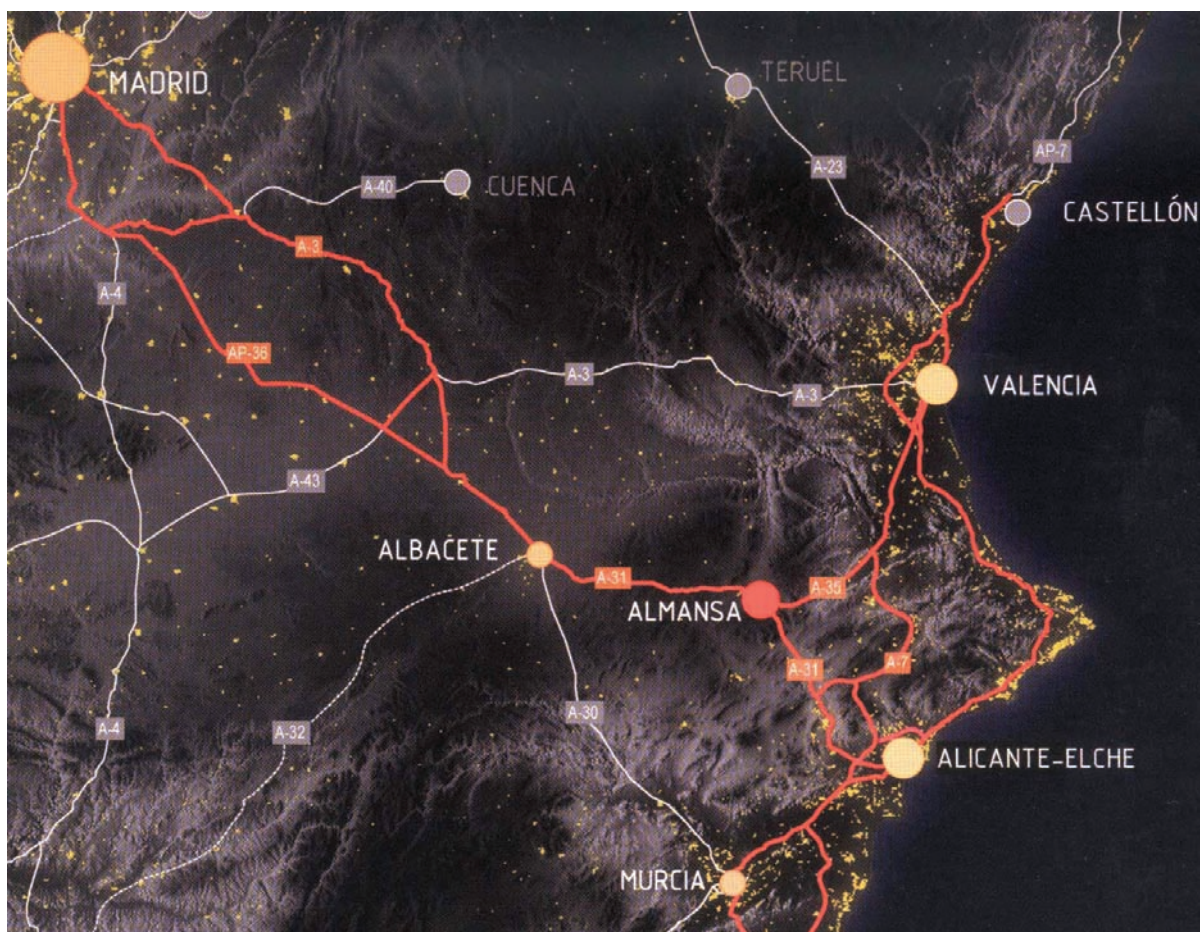 MADRID
TERUEL
AP-7
A-23
A-40
CUENCA
CASTELLÓN
A-3
A-4
AP-36
A-3
A-3
VALENCIA
A-43
ALBACETE
A-31
A-35
ALMANSA
A-31
A-7
A-30
A-4
A-32
ALICANTE-ELCHE
MURCIA